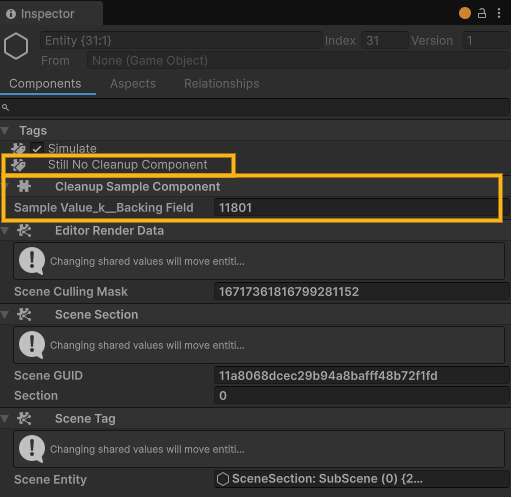 Inspector
Entity {31:1} Index 31 Version 1
From None (Game Object)
Components Aspects Relationships
Tags
Simulate
Still No Cleanup Component
Cleanup Sample Component
Sample Value_k__Backing Field 11801
Editor Render Data
Changing shared values will move entiti...
Scene Culling Mask 16717361816799281152
Scene Section
Changing shared values will move entiti...
Scene GUID 11a8068dcec29b94a8bafff48b72f1fd
Section 0
Scene Tag
Changing shared values will move entiti...
Scene Entity SceneSection: SubScene (0) {2...